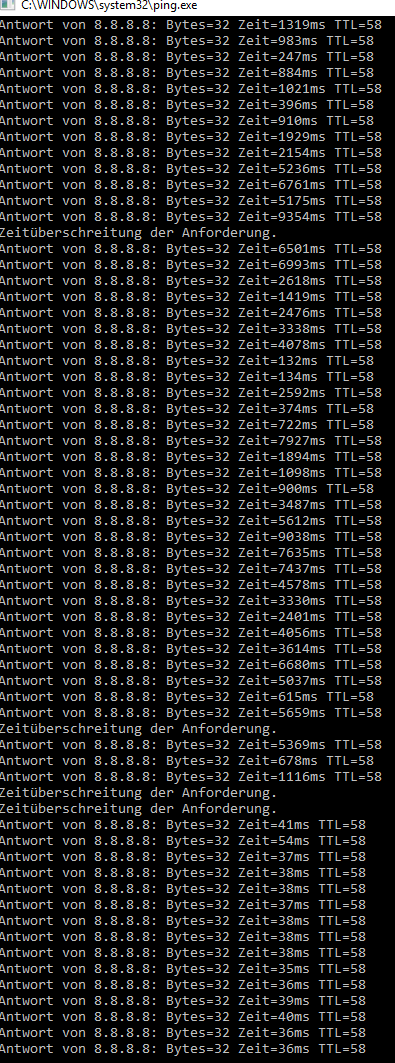 C:\WINDOWS\system32\ping.exe
Antwort von 8.8.8.8: Bytes=32 Zeit=1319ms TTL=58
Antwort von 8.8.8.8: Bytes=32 Zeit=983ms TTL=58
Antwort von 8.8.8.8: Bytes=32 Zeit=247ms TTL=58
Antwort von 8.8.8.8: Bytes=32 Zeit=884ms TTL=58
Antwort von 8.8.8.8: Bytes=32 Zeit=1021ms TTL=58
Antwort von 8.8.8.8: Bytes=32 Zeit=396ms TTL=58
Antwort von 8.8.8.8: Bytes=32 Zeit=910ms TTL=58
Antwort von 8.8.8.8: Bytes=32 Zeit=1929ms TTL=58
Antwort von 8.8.8.8: Bytes=32 Zeit=2154ms TTL=58
Antwort von 8.8.8.8: Bytes=32 Zeit=5236ms TTL=58
Antwort von 8.8.8.8: Bytes=32 Zeit=6761ms TTL=58
Antwort von 8.8.8.8: Bytes=32 Zeit=5175ms TTL=58
Antwort von 8.8.8.8: Bytes=32 Zeit=9354ms TTL=58
Zeitüberschreitung der Anforderung.
Antwort von 8.8.8.8: Bytes=32 Zeit=6501ms TTL=58
Antwort von 8.8.8.8: Bytes=32 Zeit=6993ms TTL=58
Antwort von 8.8.8.8: Bytes=32 Zeit=2618ms TTL=58
Antwort von 8.8.8.8: Bytes=32 Zeit=1419ms TTL=58
Antwort von 8.8.8.8: Bytes=32 Zeit=2476ms TTL=58
Antwort von 8.8.8.8: Bytes=32 Zeit=3338ms TTL=58
Antwort von 8.8.8.8: Bytes=32 Zeit=4078ms TTL=58
Antwort von 8.8.8.8: Bytes=32 Zeit=132ms TTL=58
Antwort von 8.8.8.8: Bytes=32 Zeit=134ms TTL=58
Antwort von 8.8.8.8: Bytes=32 Zeit=2592ms TTL=58
Antwort von 8.8.8.8: Bytes=32 Zeit=374ms TTL=58
Antwort von 8.8.8.8: Bytes=32 Zeit=722ms TTL=58
Antwort von 8.8.8.8: Bytes=32 Zeit=7927ms TTL=58
Antwort von 8.8.8.8: Bytes=32 Zeit=1894ms TTL=58
Antwort von 8.8.8.8: Bytes=32 Zeit=1098ms TTL=58
Antwort von 8.8.8.8: Bytes=32 Zeit=900ms TTL=58
Antwort von 8.8.8.8: Bytes=32 Zeit=3487ms TTL=58
Antwort von 8.8.8.8: Bytes=32 Zeit=5612ms TTL=58
Antwort von 8.8.8.8: Bytes=32 Zeit=9038ms TTL=58
Antwort von 8.8.8.8: Bytes=32 Zeit=7635ms TTL=58
Antwort von 8.8.8.8: Bytes=32 Zeit=7437ms TTL=58
Antwort von 8.8.8.8: Bytes=32 Zeit=4578ms TTL=58
Antwort von 8.8.8.8: Bytes=32 Zeit=3330ms TTL=58
Antwort von 8.8.8.8: Bytes=32 Zeit=2401ms TTL=58
Antwort von 8.8.8.8: Bytes=32 Zeit=4056ms TTL=58
Antwort von 8.8.8.8: Bytes=32 Zeit=3614ms TTL=58
Antwort von 8.8.8.8: Bytes=32 Zeit=6680ms TTL=58
Antwort von 8.8.8.8: Bytes=32 Zeit=5037ms TTL=58
Antwort von 8.8.8.8: Bytes=32 Zeit=615ms TTL=58
Antwort von 8.8.8.8: Bytes=32 Zeit=5659ms TTL=58
Zeitüberschreitung der Anforderung.
Antwort von 8.8.8.8: Bytes=32 Zeit=5369ms TTL=58
Antwort von 8.8.8.8: Bytes=32 Zeit=678ms TTL=58
Antwort von 8.8.8.8: Bytes=32 Zeit=1116ms TTL=58
Zeitüberschreitung der Anforderung.
Zeitüberschreitung der Anforderung.
Antwort von 8.8.8.8: Bytes=32 Zeit=41ms TTL=58
Antwort von 8.8.8.8: Bytes=32 Zeit=54ms TTL=58
Antwort von 8.8.8.8: Bytes=32 Zeit=37ms TTL=58
Antwort von 8.8.8.8: Bytes=32 Zeit=38ms TTL=58
Antwort von 8.8.8.8: Bytes=32 Zeit=38ms TTL=58
Antwort von 8.8.8.8: Bytes=32 Zeit=37ms TTL=58
Antwort von 8.8.8.8: Bytes=32 Zeit=38ms TTL=58
Antwort von 8.8.8.8: Bytes=32 Zeit=38ms TTL=58
Antwort von 8.8.8.8: Bytes=32 Zeit=38ms TTL=58
Antwort von 8.8.8.8: Bytes=32 Zeit=35ms TTL=58
Antwort von 8.8.8.8: Bytes=32 Zeit=36ms TTL=58
Antwort von 8.8.8.8: Bytes=32 Zeit=39ms TTL=58
Antwort von 8.8.8.8: Bytes=32 Zeit=40ms TTL=58
Antwort von 8.8.8.8: Bytes=32 Zeit=36ms TTL=58
Antwort von 8.8.8.8: Bytes=32 Zeit=36ms TTL=58